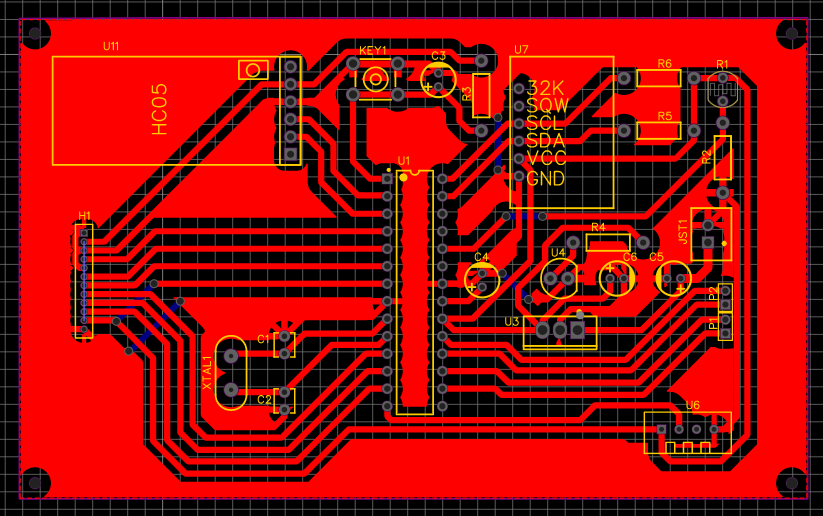 U11
KEY1
C3
U7
R6
R1
HC05
R3
32K
SQW
SCL
SDA
VCC
GND
R5
R2
U1
H1
R4
JST1
C4
U4
C6
C5
P2
U3
P1
C1
XTAL1
C2
U6